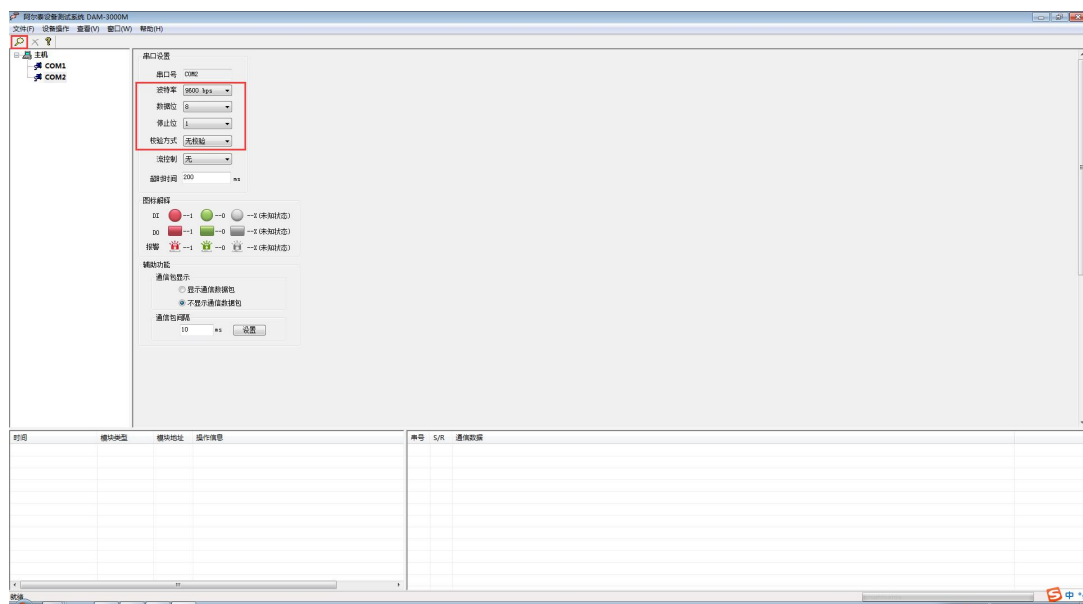 阿尔泰设备测试系统 DAM-3000M
文件(F) 设备操作 查看(V) 窗口(W) 帮助(H)
主机
COM1
COM2
串口设置
串口号 COM2
波特率 9600 bps
数据位 8
停止位 1
校验方式 无校验
流控制 无
超时时间 200 ms
图标解释
DI --1 --0 --X(未知状态)
DO --1 --0 --X(未知状态)
报警 --1 --0 --X(未知状态)
辅助功能
通信包显示
显示通信数据包
不显示通信数据包
通信包间隔
10 ms 设置
时间 模块类型 模块地址 操作信息 串号 S/R 通信数据
就绪
中